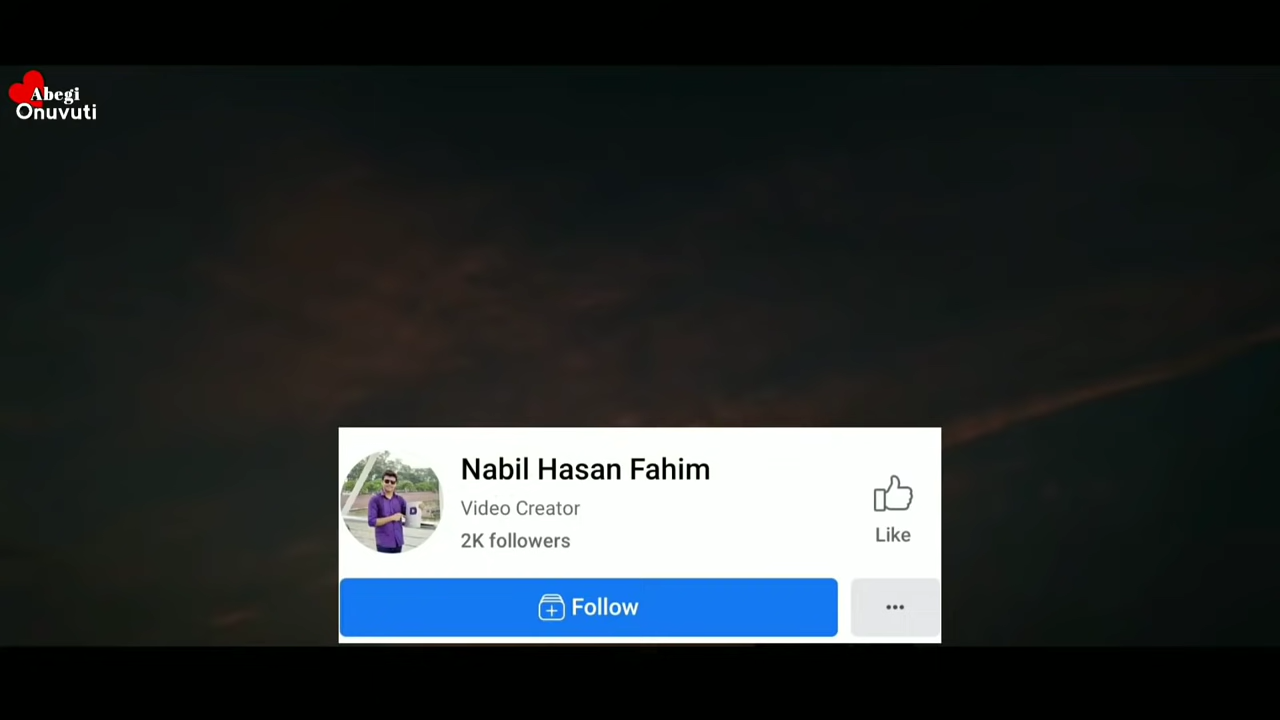 Abegi
Onuvuti
Nabil Hasan Fahim
Video Creator
2K followers
Like
Follow